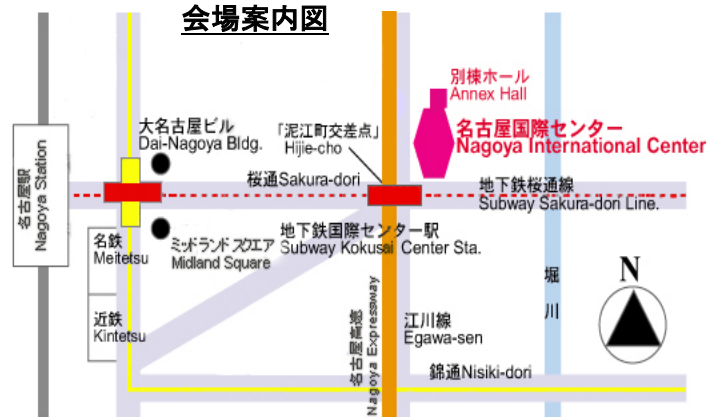 会場案内図
別棟ホール
Annex Hall
大名古屋ビル
Dai-Nagoya Bldg.
「泥江町交差点」
Hijie-cho
名古屋国際センター
Nagoya International Center
名古屋駅
Nagoya Station
桜通Sakura-dori
地下鉄桜通線
Subway Sakura-dori Line.
名鉄
Meitetsu
ミッドランド スクエア
Midland Square
地下鉄国際センター駅
Subway Kokusai Center Sta.
堀川
N
近鉄
Kintetsu
名古屋高速
Nagoya Expressway
江川線
Egawa-sen
錦通Nisiki-dori